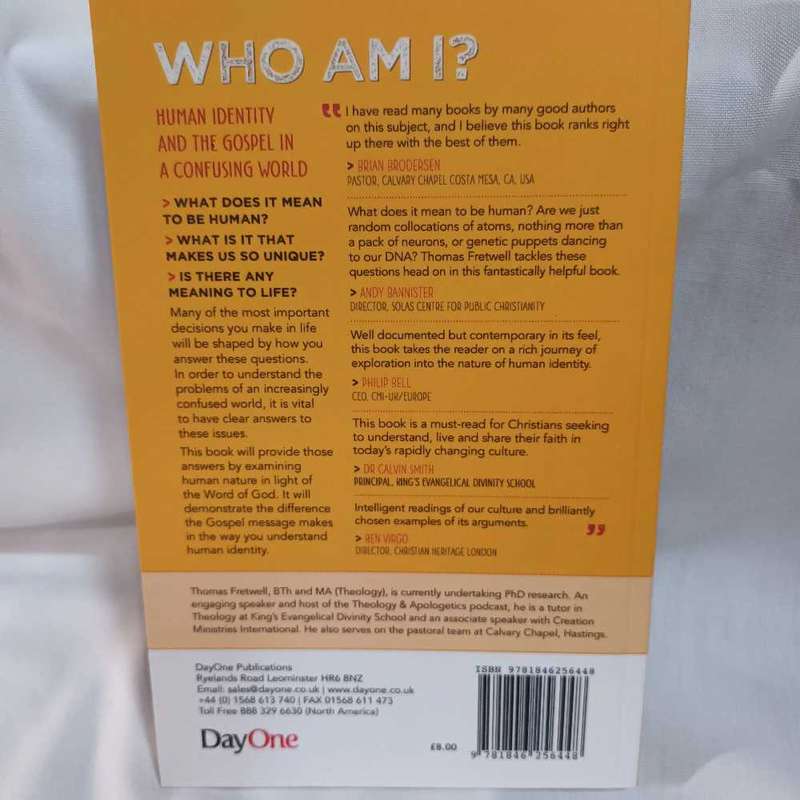 WHO AM I?
HUMAN IDENTITY
AND THE GOSPEL IN
A CONFUSING WORLD
> WHAT DOES IT MEAN
TO BE HUMAN?
> WHAT IS IT THAT
MAKES US SO UNIQUE?
> IS THERE ANY
MEANING TO LIFE?
Many of the most important
decisions you make in life
will be shaped by how you
answer these questions.
In order to understand the
problems of an increasingly
confused world, it is vital
to have clear answers to
these issues.
This book will provide those
answers by examining
human nature in light of
the Word of God. It will
demonstrate the difference
the Gospel message makes
in the way you understand
human identity.
“ I have read many books by many good authors
on this subject, and I believe this book ranks right
up there with the best of them.
> BRIAN BRODERSEN
PASTOR, CALVARY CHAPEL COSTA MESA, CA, USA
What does it mean to be human? Are we just
random collocations of atoms, nothing more than
a pack of neurons, or genetic puppets dancing
to our DNA? Thomas Fretwell tackles these
questions head on in this fantastically helpful book.
> ANDY BANNISTER
DIRECTOR, SOLAS CENTRE FOR PUBLIC CHRISTIANITY
Well documented but contemporary in its feel,
this book takes the reader on a rich journey of
exploration into the nature of human identity.
> PHILIP BELL
CEO, CMI-UK/EUROPE
This book is a must-read for Christians seeking
to understand, live and share their faith in
today's rapidly changing culture.
> DR CALVIN SMITH
PRINCIPAL, KING'S EVANGELICAL DIVINITY SCHOOL
Intelligent readings of our culture and brilliantly
chosen examples of its arguments. ”
> BEN VIRGO
DIRECTOR, CHRISTIAN HERITAGE LONDON
Thomas Fretwell, BTh and MA (Theology), is currently undertaking PhD research. An
engaging speaker and host of the Theology & Apologetics podcast, he is a tutor in
Theology at King's Evangelical Divinity School and an associate speaker with Creation
Ministries International. He also serves on the pastoral team at Calvary Chapel, Hastings.
DayOne Publications
Ryelands Road Leominster HR6 8NZ
Email: sales@dayone.co.uk | www.dayone.co.uk
+44 (0) 1568 613 740 | FAX 01568 611 473
Toll Free 888 329 6630 (North America)
DayOne
£8.00
ISBN 9781846256448
9 781846 256448